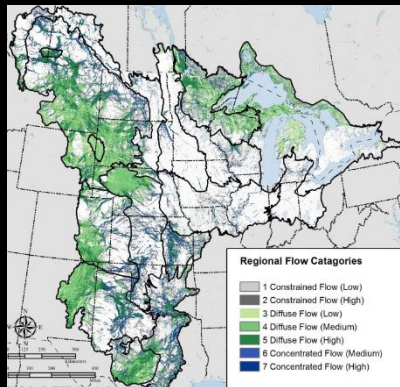 Regional Flow Catagories
1 Constrained Flow (Low)
2 Constrained Flow (High)
3 Diffuse Flow (Low)
4 Diffuse Flow (Medium)
5 Diffuse Flow (High)
6 Concentrated Flow (Medium)
7 Concentrated Flow (High)